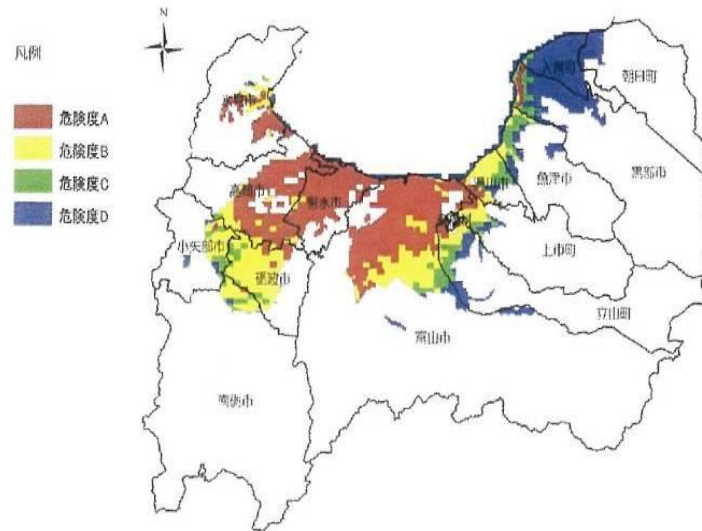 N
凡例
危険度A
危険度B
危険度C
危険度D
入善町
朝日町
黒部市
魚津市
滑川市
上市町
立山町
富山市
氷見市
高岡市
射水市
小矢部市
砺波市
南砺市